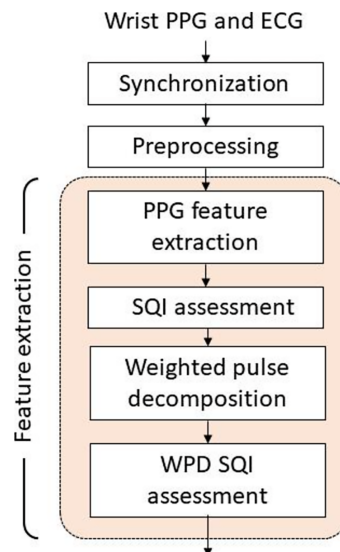 Wrist PPG and ECG
Synchronization
Preprocessing
Feature extraction
PPG feature
extraction
SQI assessment
Weighted pulse
decomposition
WPD SQI
assessment